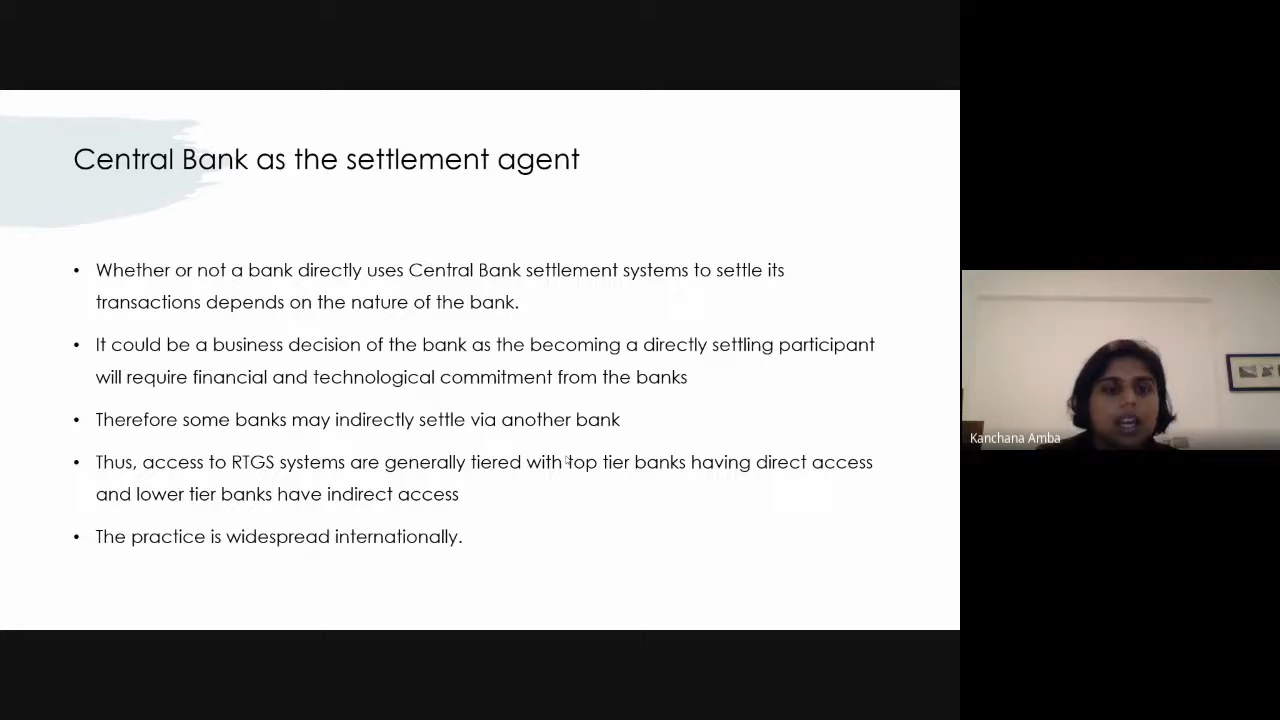 Central Bank as the settlement agent
• Whether or not a bank directly uses Central Bank settlement systems to settle its
transactions depends on the nature of the bank.
• It could be a business decision of the bank as the becoming a directly settling participant
will require financial and technological commitment from the banks
• Therefore some banks may indirectly settle via another bank
• Thus, access to RTGS systems are generally tiered with top tier banks having direct access
and lower tier banks have indirect access
• The practice is widespread internationally.
Kanchana Amba